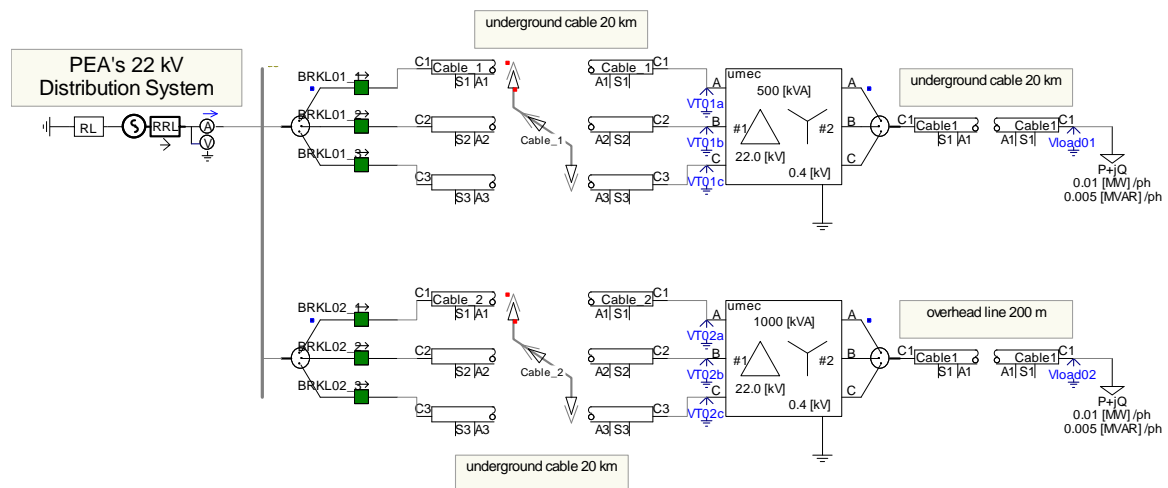 underground cable 20 km
PEA's 22 kV
Distribution System
RL
S
RRL
A
V
BRKL01_1
C1
Cable_1
S1 A1
BRKL01_2
C2
S2 A2
BRKL01_3
C3
S3 A3
Cable_1
Cable_1
C1
A1 S1
C2
A2 S2
C3
A3 S3
VT01a
VT01b
VT01c
umec
500 [kVA]
A
B
C
#1
#2
22.0 [kV]
0.4 [kV]
A
B
C
underground cable 20 km
C1
Cable1
S1 A1
Cable1
C1
A1 S1
Vload01
P+jQ
0.01 [MW] /ph
0.005 [MVAR] /ph
BRKL02_1
C1
Cable_2
S1 A1
BRKL02_2
C2
S2 A2
BRKL02_3
C3
S3 A3
Cable_2
Cable_2
C1
A1 S1
C2
A2 S2
C3
A3 S3
VT02a
VT02b
VT02c
umec
1000 [kVA]
A
B
C
#1
#2
22.0 [kV]
0.4 [kV]
A
B
C
overhead line 200 m
C1
Cable1
S1 A1
Cable1
C1
A1 S1
Vload02
P+jQ
0.01 [MW] /ph
0.005 [MVAR] /ph
underground cable 20 km